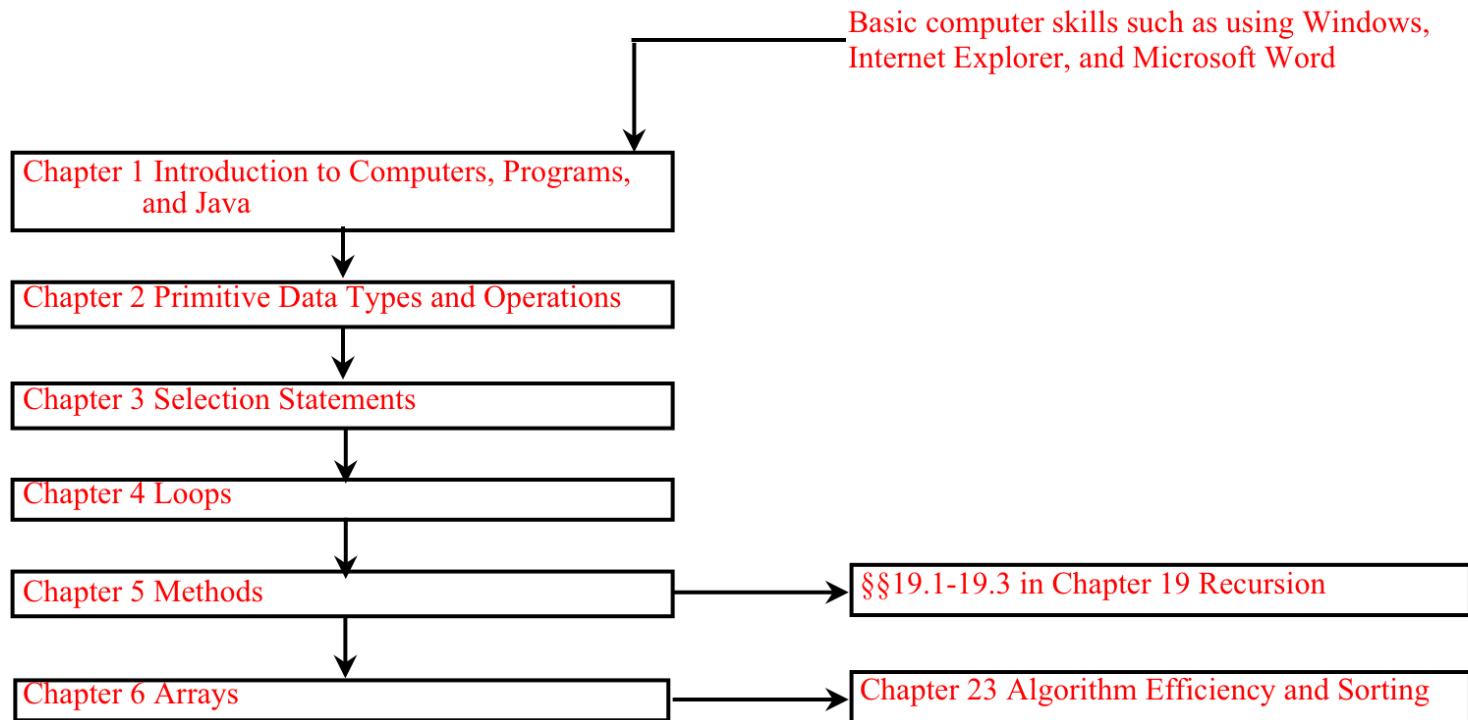 Basic computer skills such as using Windows,
Internet Explorer, and Microsoft Word
Chapter 1 Introduction to Computers, Programs,
and Java
Chapter 2 Primitive Data Types and Operations
Chapter 3 Selection Statements
Chapter 4 Loops
Chapter 5 Methods
§§19.1-19.3 in Chapter 19 Recursion
Chapter 6 Arrays
Chapter 23 Algorithm Efficiency and Sorting